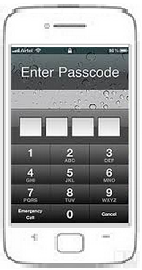 Airtel
Enter Passcode
1 2 3
ABC DEF
4 5 6
GHI JKL MNO
7 8 9
PQRS TUV WXYZ
Emergency Call 0 Cancel